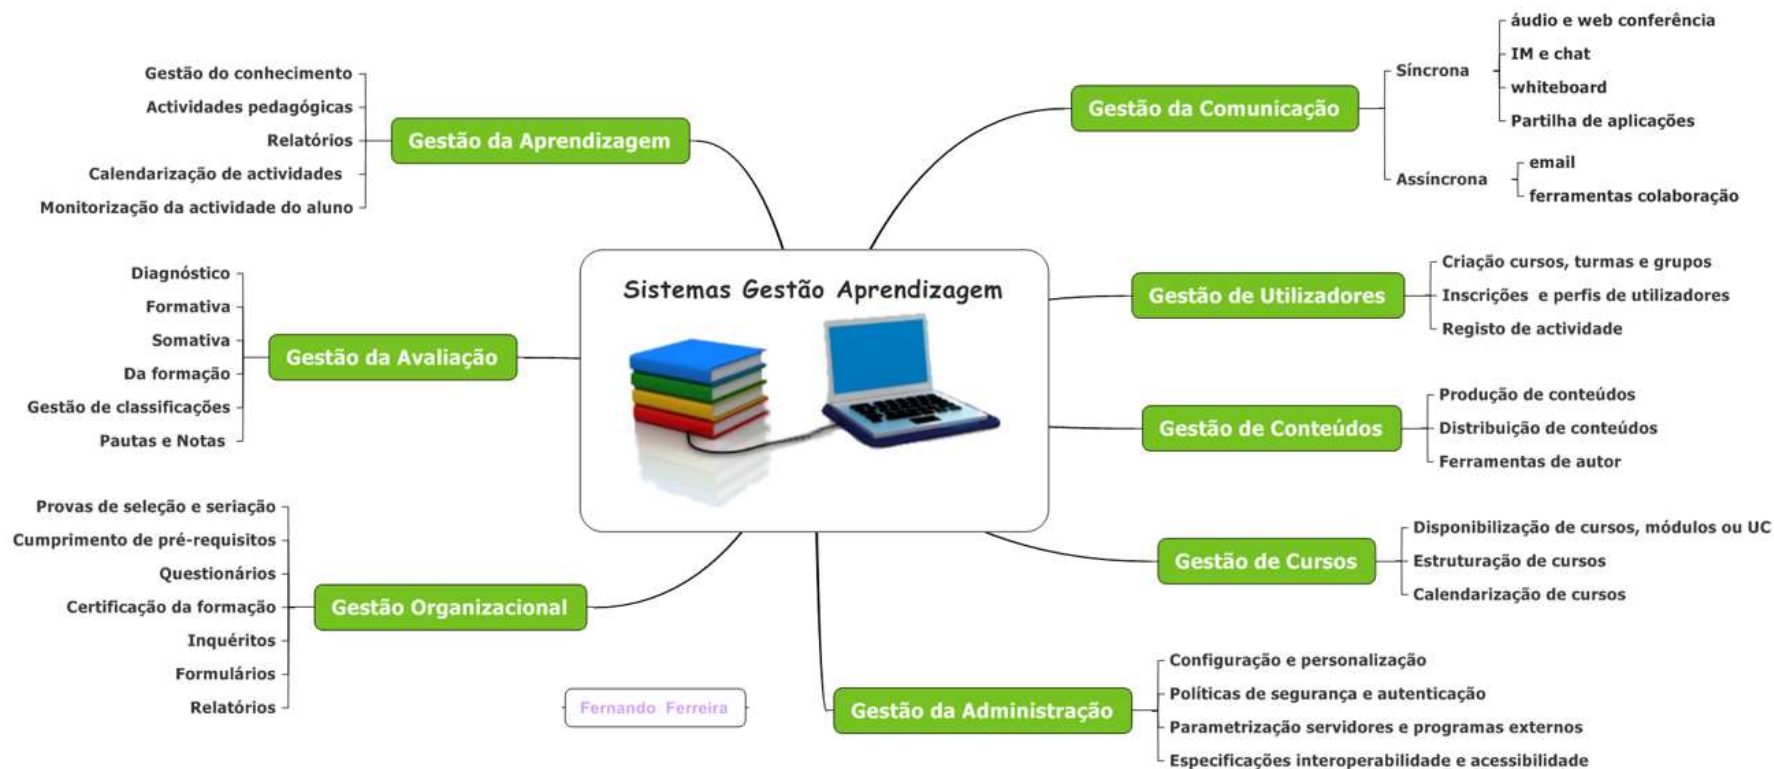 Sistemas Gestão Aprendizagem
Gestão da Aprendizagem
Gestão do conhecimento
Actividades pedagógicas
Relatórios
Calendarização de actividades
Monitorização da actividade do aluno
Gestão da Avaliação
Diagnóstico
Formativa
Somativa
Da formação
Gestão de classificações
Pautas e Notas
Gestão Organizacional
Provas de seleção e seriação
Cumprimento de pré-requisitos
Questionários
Certificação da formação
Inquéritos
Formulários
Relatórios
Fernando Ferreira
Gestão da Comunicação
Síncrona
áudio e web conferência
IM e chat
whiteboard
Partilha de aplicações
Assíncrona
email
ferramentas colaboração
Gestão de Utilizadores
Criação cursos, turmas e grupos
Inscrições e perfis de utilizadores
Registo de actividade
Gestão de Conteúdos
Produção de conteúdos
Distribuição de conteúdos
Ferramentas de autor
Gestão de Cursos
Disponibilização de cursos, módulos ou UC
Estruturação de cursos
Calendarização de cursos
Gestão da Administração
Configuração e personalização
Políticas de segurança e autenticação
Parametrização servidores e programas externos
Especificações interoperabilidade e acessibilidade